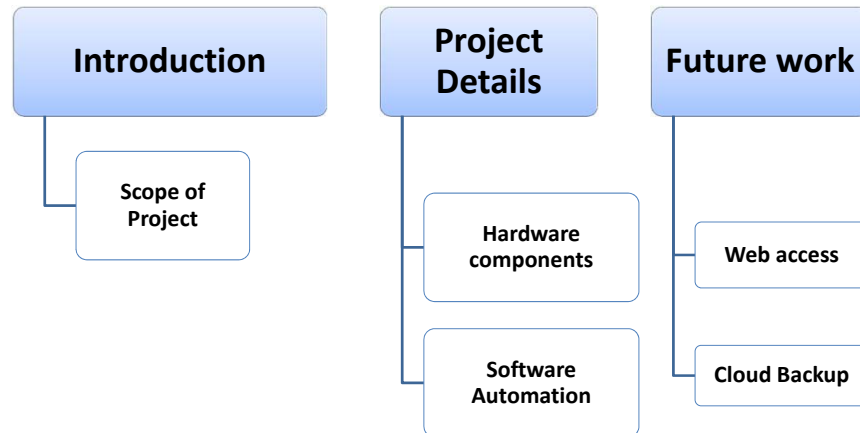 Introduction
Scope of
Project
Project
Details
Hardware
components
Software
Automation
Future work
Web access
Cloud Backup